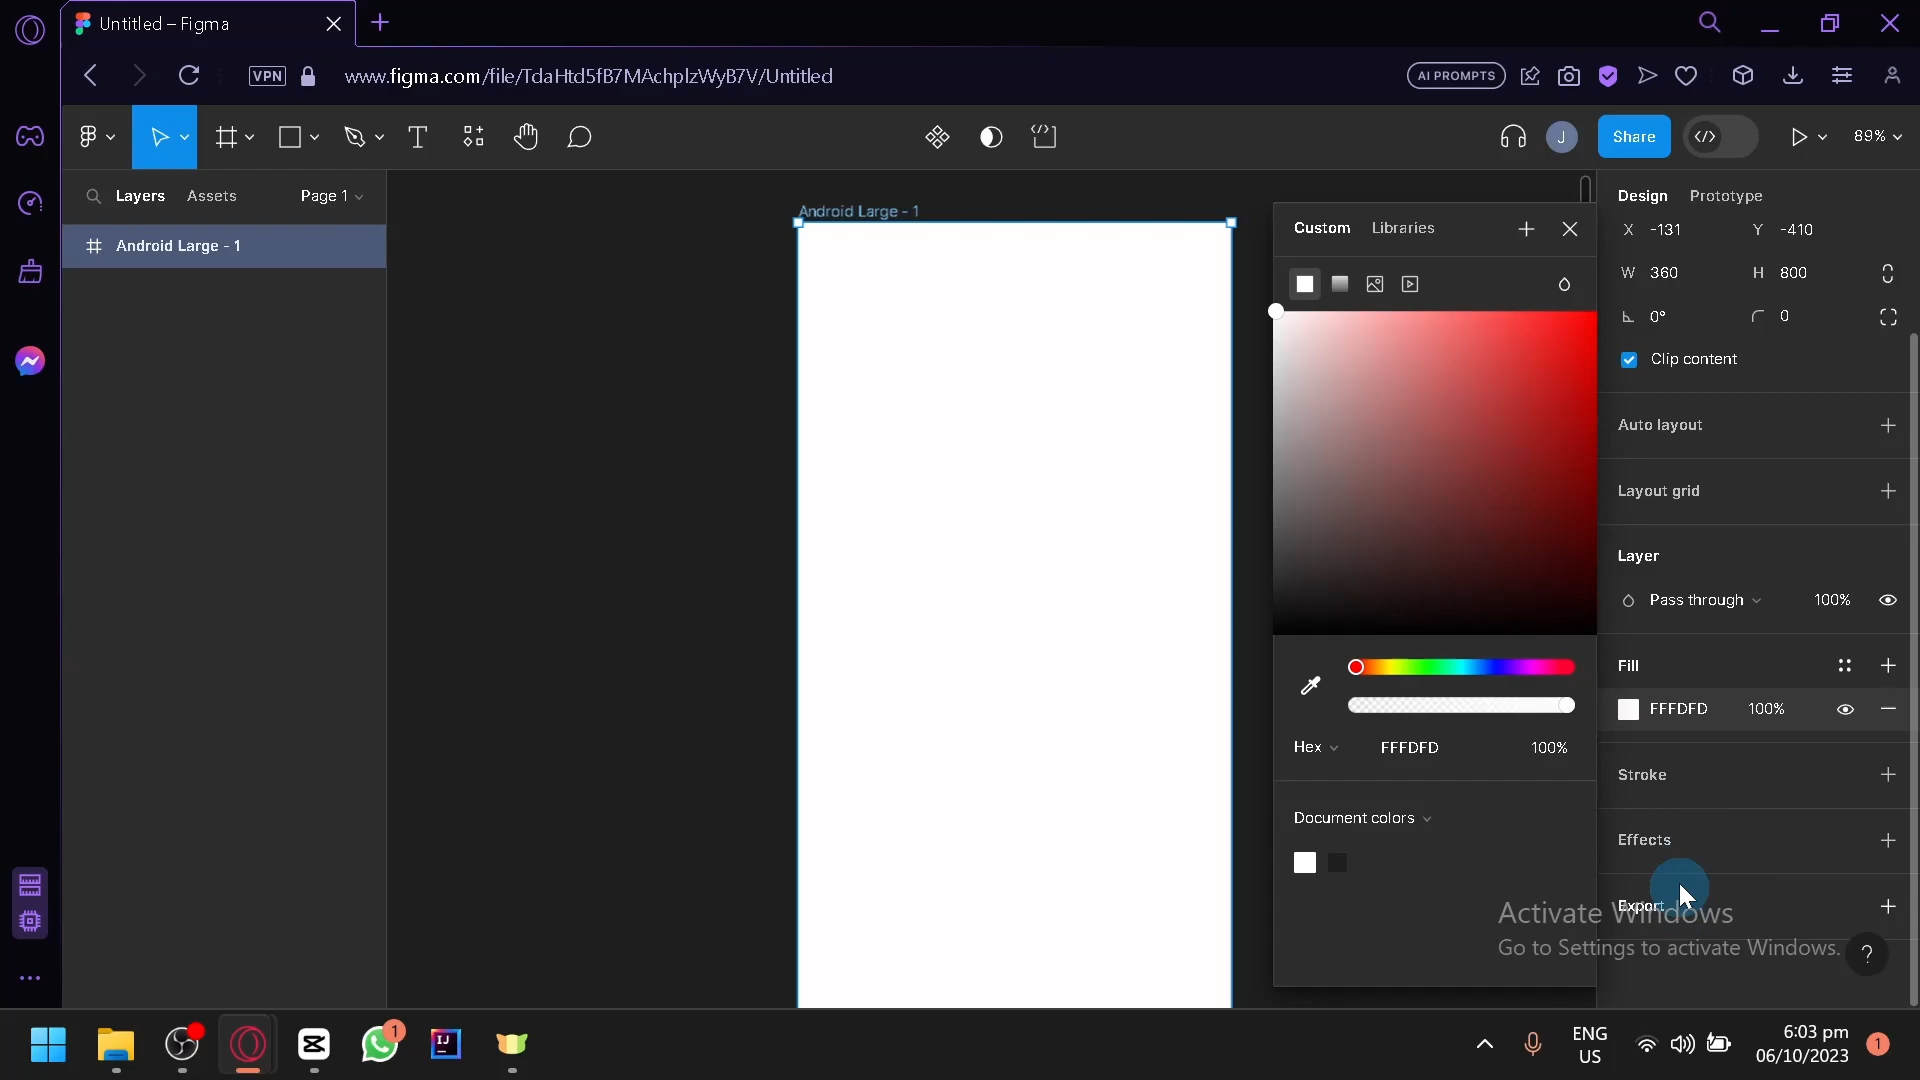 Untitled – Figma
VPN
www.figma.com/file/TdaHtd5fB7MAchplzWyB7V/Untitled
AI PROMPTS
J
Share
89%
Layers
Assets
Page 1
Android Large - 1
Android Large - 1
Custom
Libraries
Hex
FFFDFD
100%
Document colors
Design
Prototype
X -131
Y -410
W 360
H 800
0°
0
Clip content
Auto layout
Layout grid
Layer
Pass through
100%
Fill
FFFDFD
100%
Stroke
Effects
Export
Activate Windows
Go to Settings to activate Windows.
?
1
IJ
ENG
US
6:03 pm
06/10/2023
1